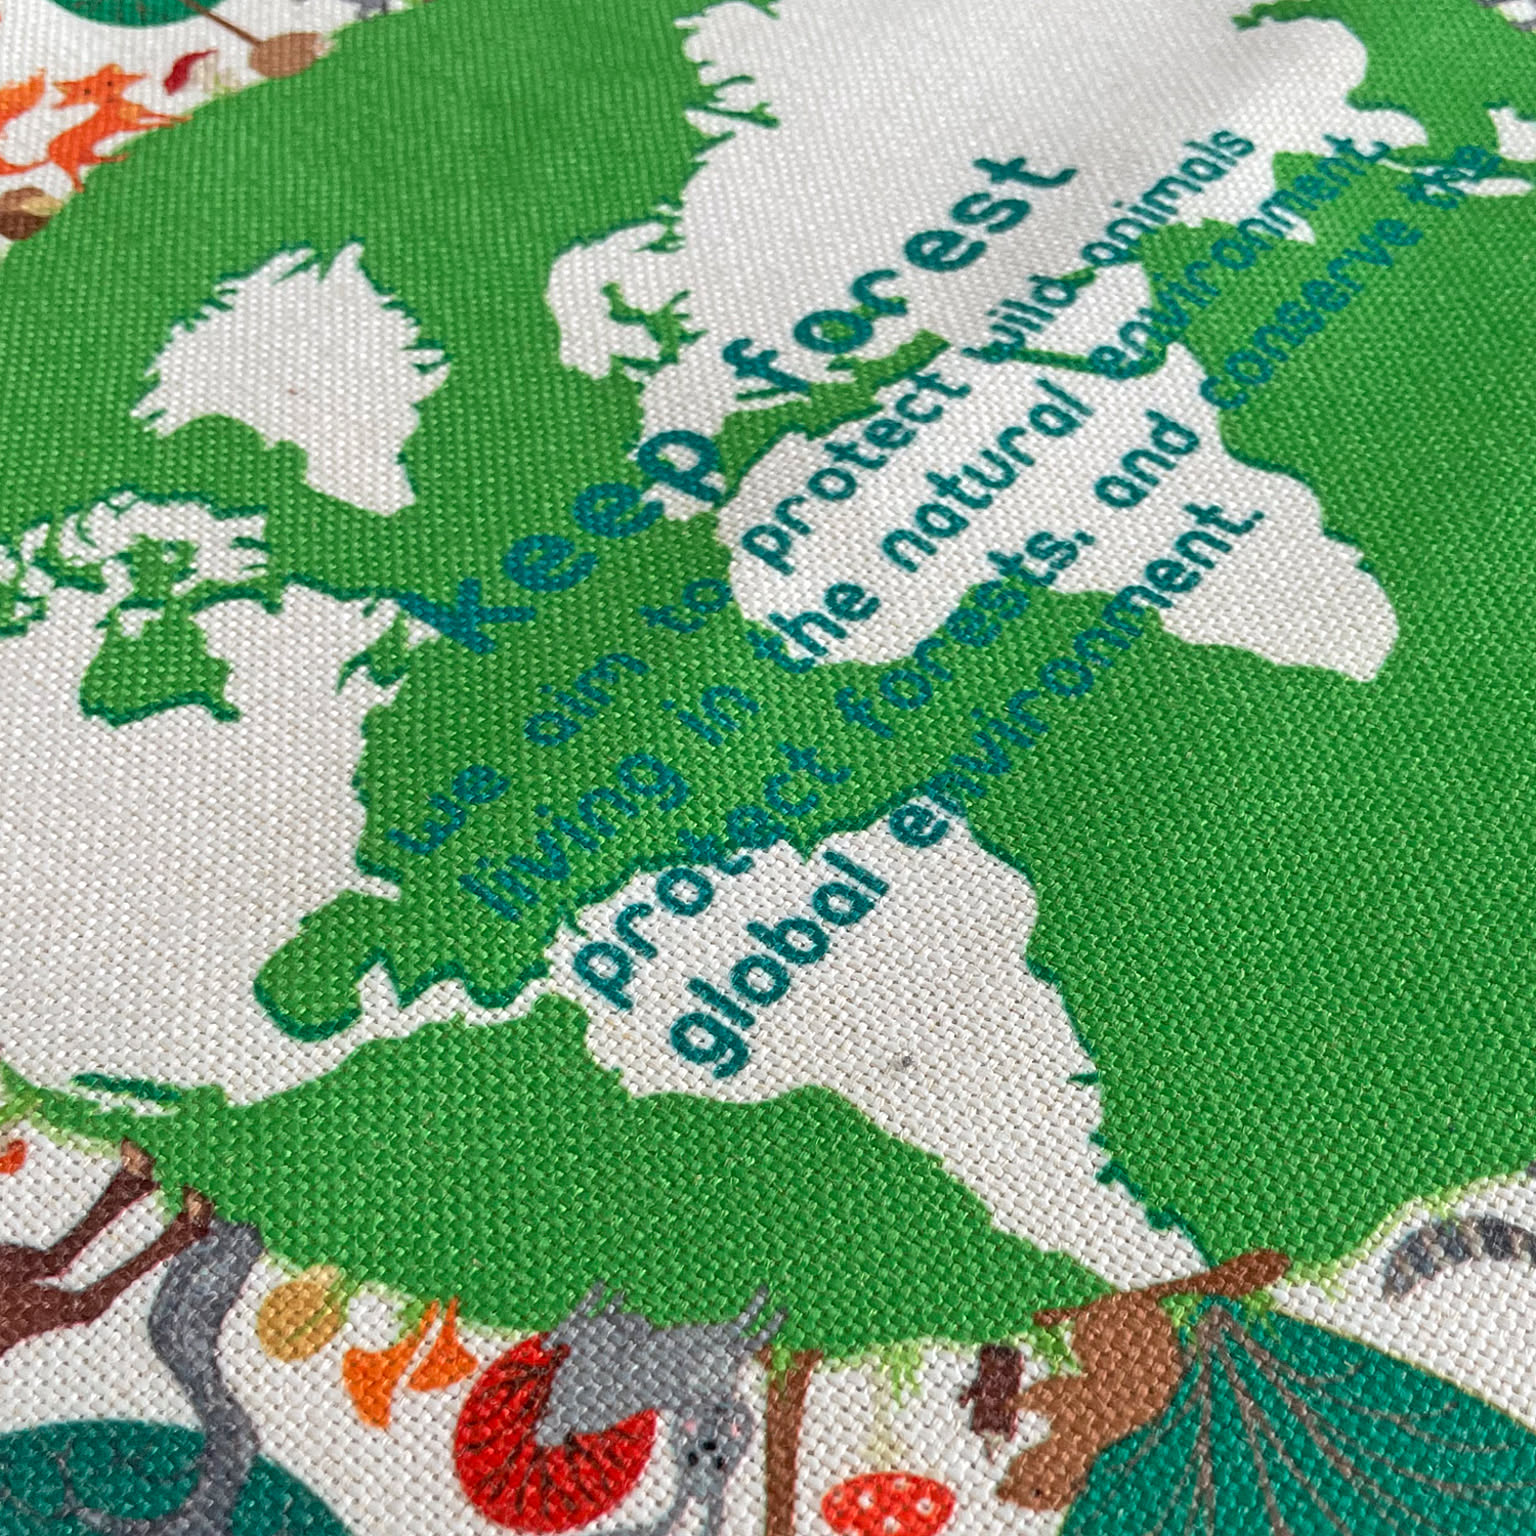 keep forest
we aim to protect wild animals
living in the natural environment
protect forests, and conserve the
global environment.